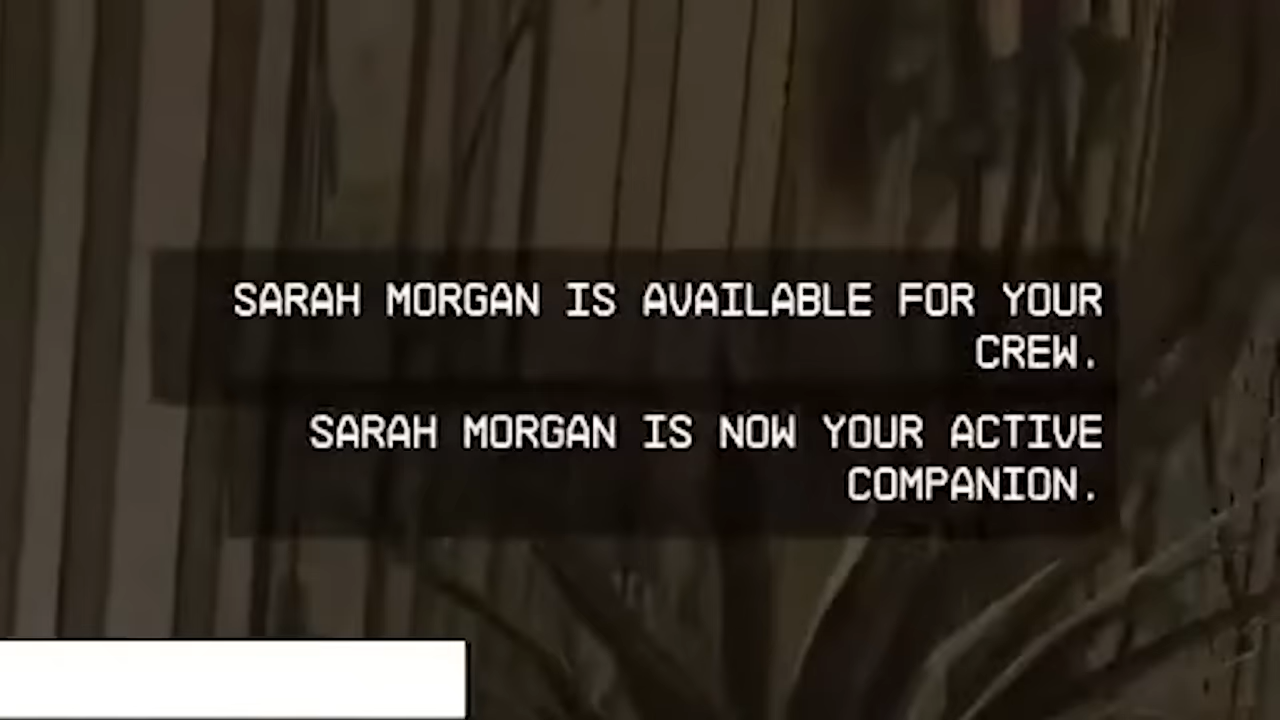 SARAH MORGAN IS AVAILABLE FOR YOUR
CREW.
SARAH MORGAN IS NOW YOUR ACTIVE
COMPANION.